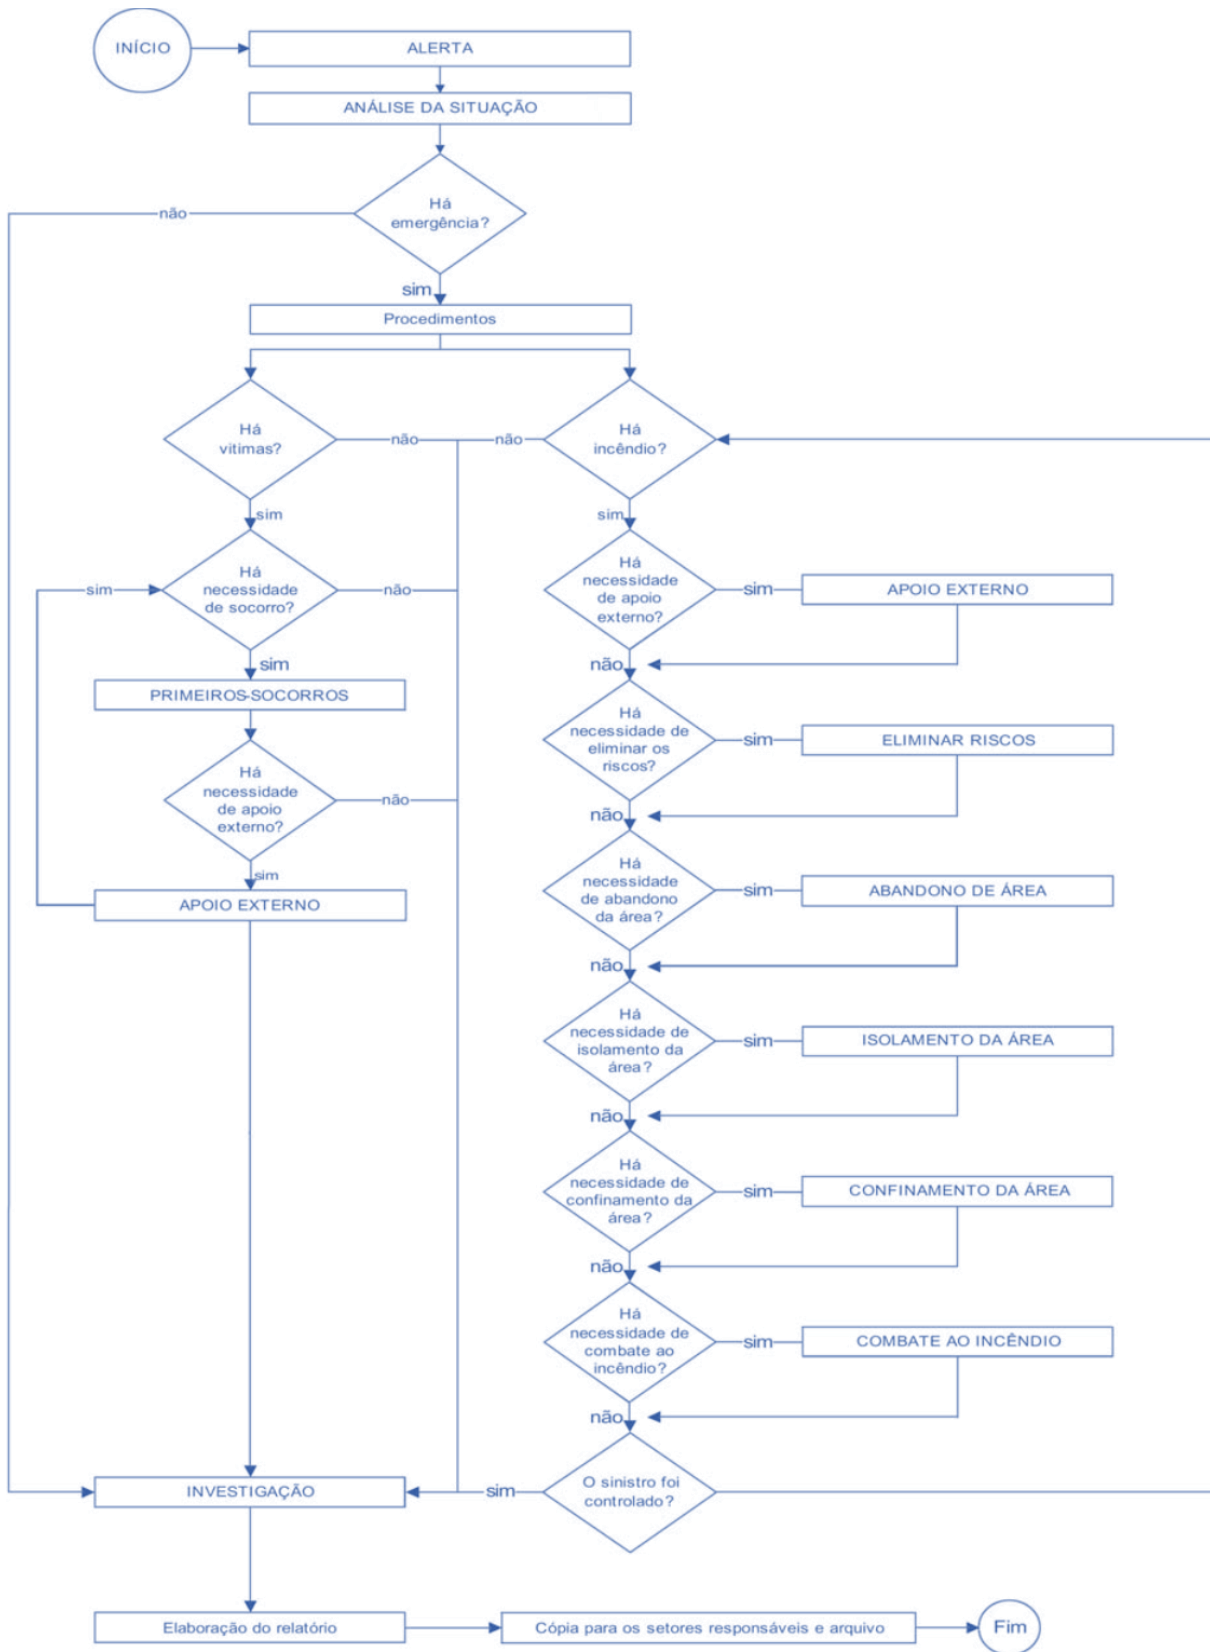 INÍCIO
ALERTA
ANÁLISE DA SITUAÇÃO
Há
emergência?
não
sim
Procedimentos
Há
vitimas?
não
não
Há
incêndio?
sim
sim
Há
necessidade
de socorro?
sim
não
Há
necessidade
de apoio
externo?
sim
APOIO EXTERNO
sim
não
PRIMEIROS-SOCORROS
Há
necessidade de
eliminar os
riscos?
sim
ELIMINAR RISCOS
Há
necessidade
de apoio
externo?
não
não
sim
APOIO EXTERNO
Há
necessidade
de abandono
da área?
sim
ABANDONO DE ÁREA
não
Há
necessidade de
isolamento da
área?
sim
ISOLAMENTO DA ÁREA
não
Há
necessidade de
confinamento da
área?
sim
CONFINAMENTO DA ÁREA
não
Há
necessidade de
combate ao
incêndio?
sim
COMBATE AO INCÊNDIO
não
O sinistro foi
controlado?
sim
INVESTIGAÇÃO
Elaboração do relatório
Cópia para os setores responsáveis e arquivo
Fim